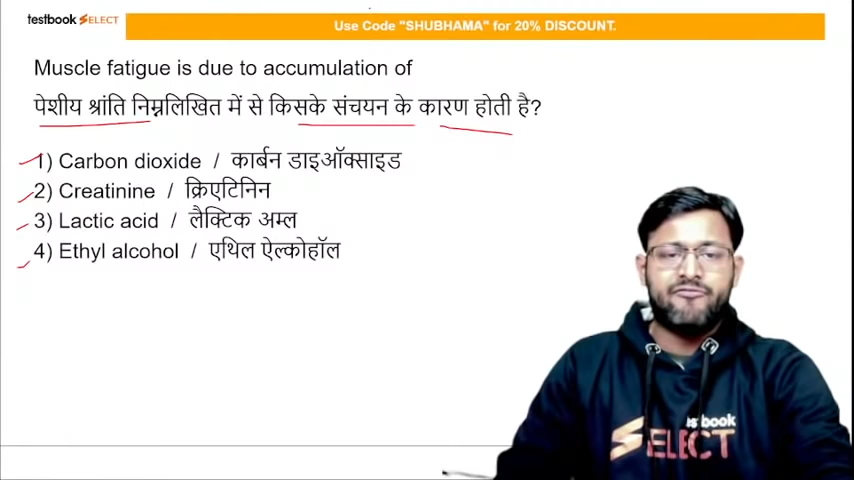 testbook SELECT
Use Code "SHUBHAMA" for 20% DISCOUNT.
Muscle fatigue is due to accumulation of
पेशीय श्रांति निम्नलिखित में से किसके संचयन के कारण होती है?
1) Carbon dioxide / कार्बन डाइऑक्साइड
2) Creatinine / क्रिएटिनिन
3) Lactic acid / लैक्टिक अम्ल
4) Ethyl alcohol / एथिल ऐल्कोहॉल
testbook
SELECT